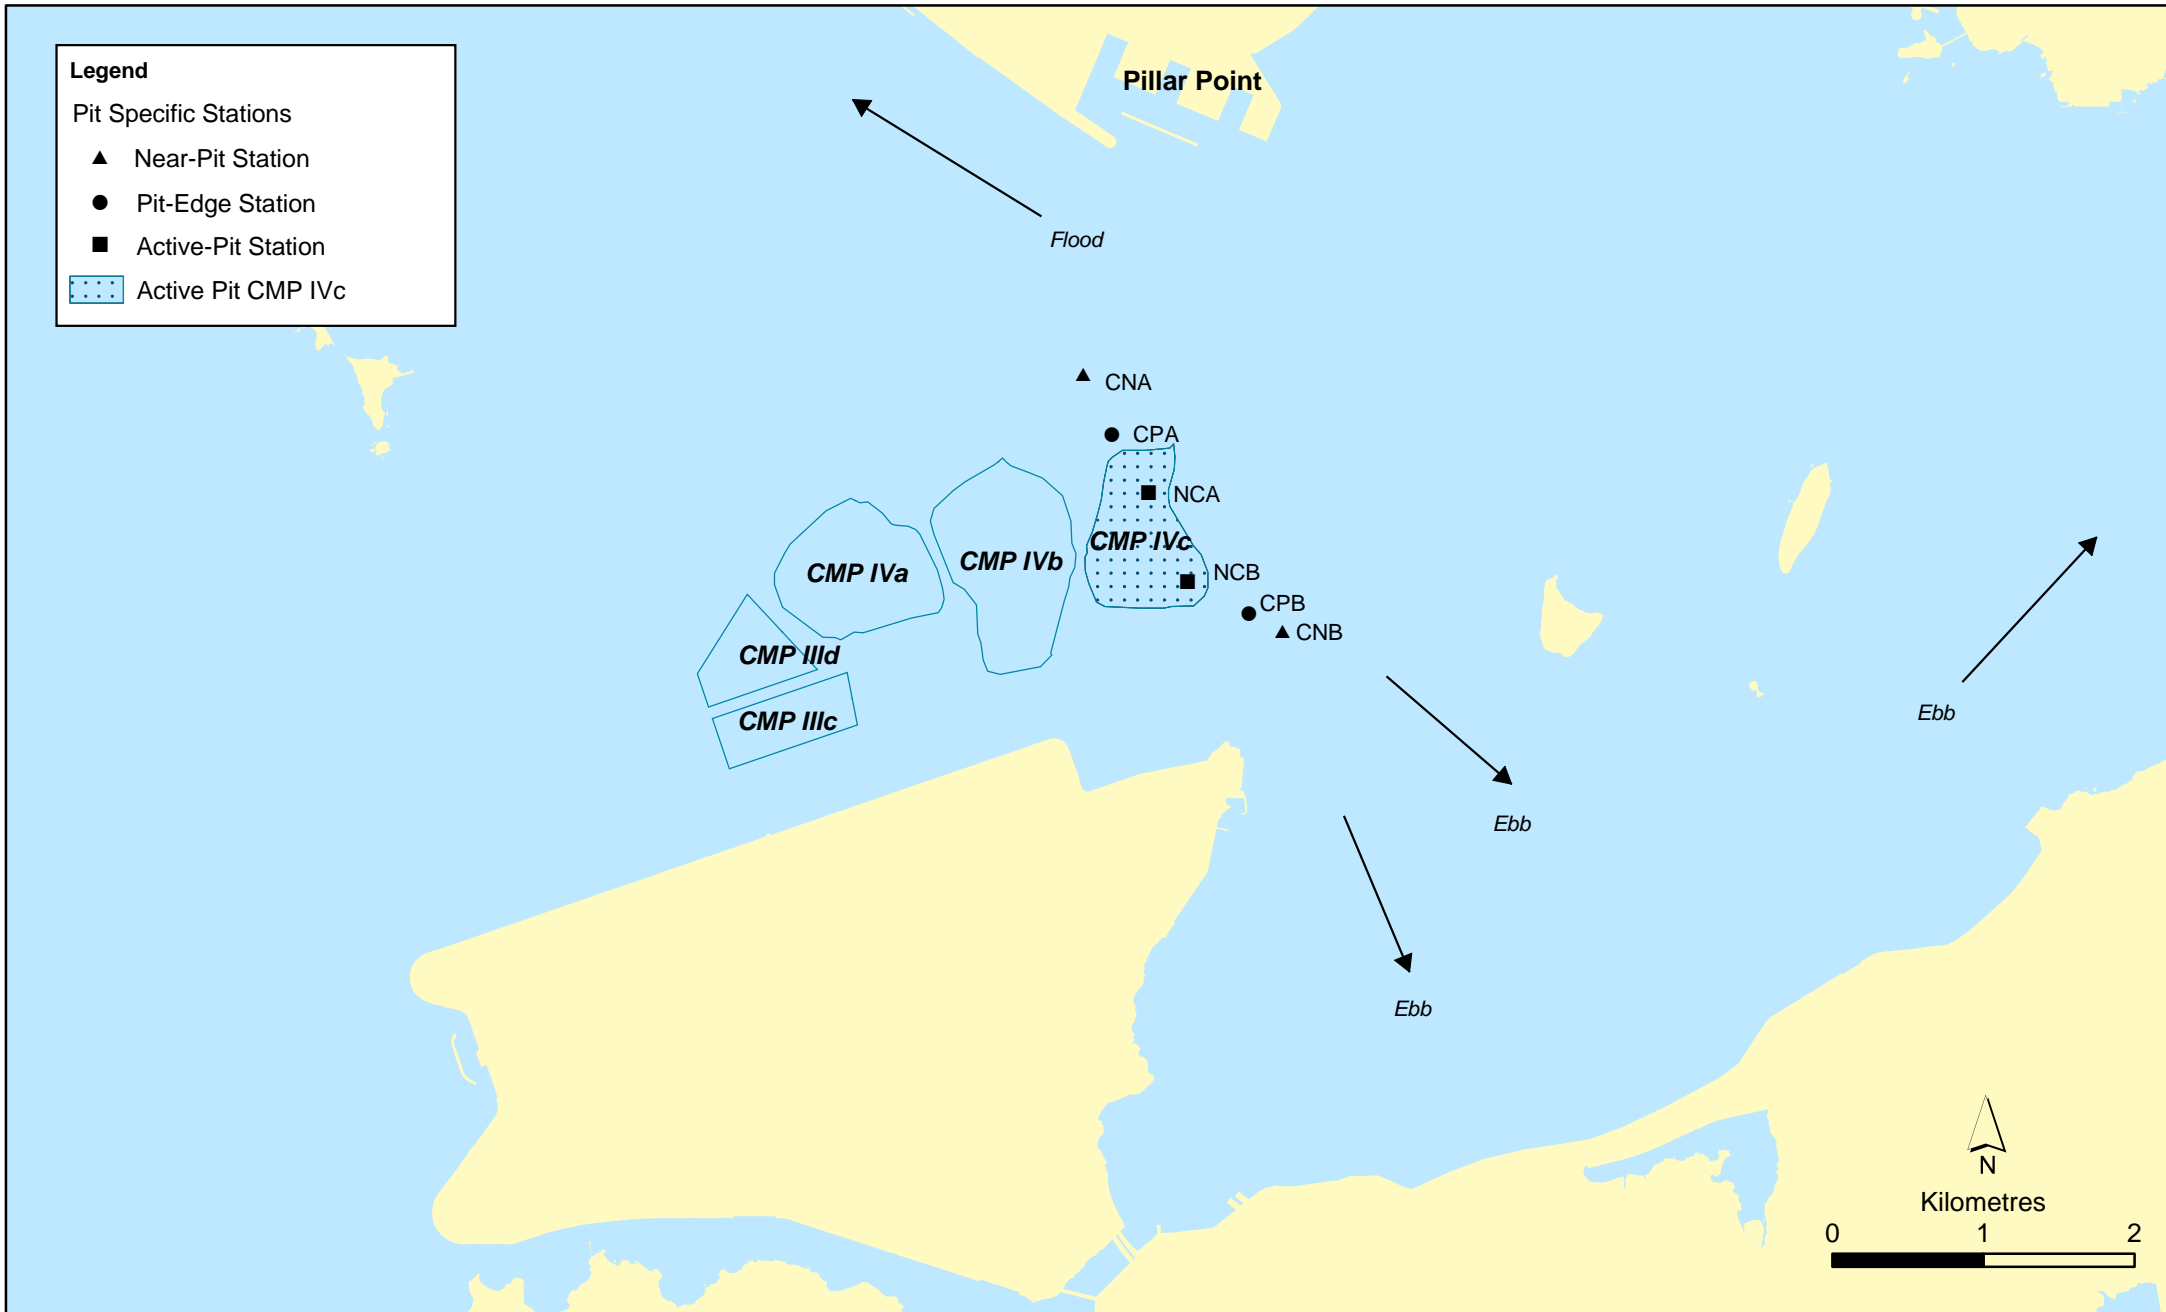 Legend
Pit Specific Stations
Near-Pit Station
Pit-Edge Station
Active-Pit Station
Active Pit CMP IVc
Pillar Point
Flood
CNA
CPA
NCA
CMP IVc
CMP IVb
CMP IVa
NCB
CPB
CNB
CMP IIId
CMP IIIc
Ebb
Ebb
Ebb
N
Kilometres
0 1 2